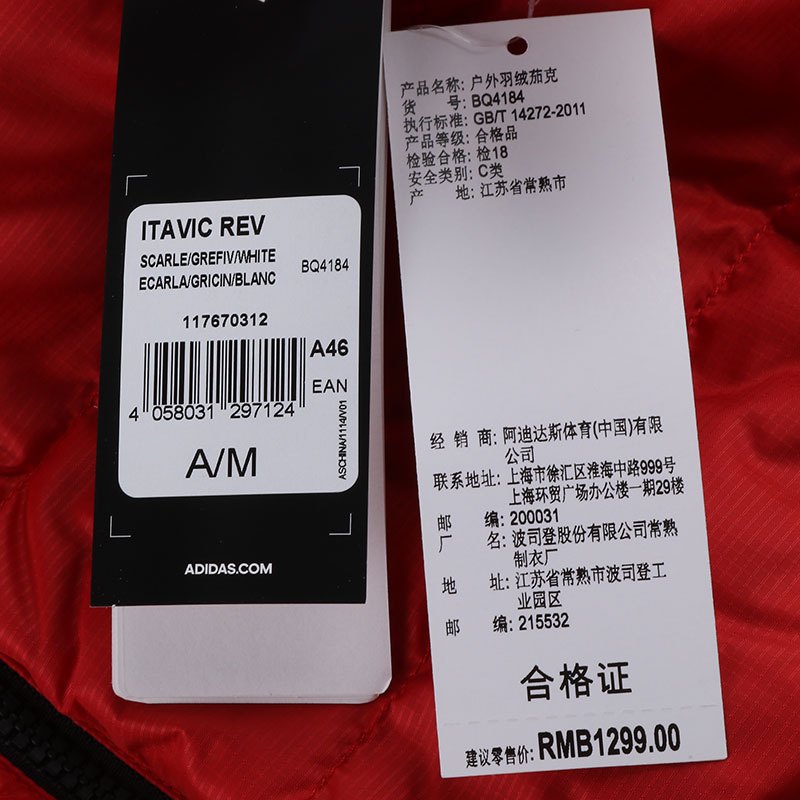 ITAVIC REV
SCARLE/GREFIV/WHITE
ECARLA/GRICIN/BLANC
BQ4184
117670312
A46
EAN
4 058031 297124
A/M
ASCHINA/1114/V01
ADIDAS.COM
产品名称: 户外羽绒茄克
货 号: BQ4184
执行标准: GB/T 14272-2011
产品等级: 合格品
检验合格: 检18
安全类别: C类
产 地: 江苏省常熟市
经 销 商: 阿迪达斯体育(中国)有限
公司
联系地址: 上海市徐汇区淮海中路999号
上海环贸广场办公楼一期29楼
邮 编: 200031
厂 名: 波司登股份有限公司常熟
制衣厂
地 址: 江苏省常熟市波司登工
业园区
邮 编: 215532
合格证
建议零售价: RMB1299.00